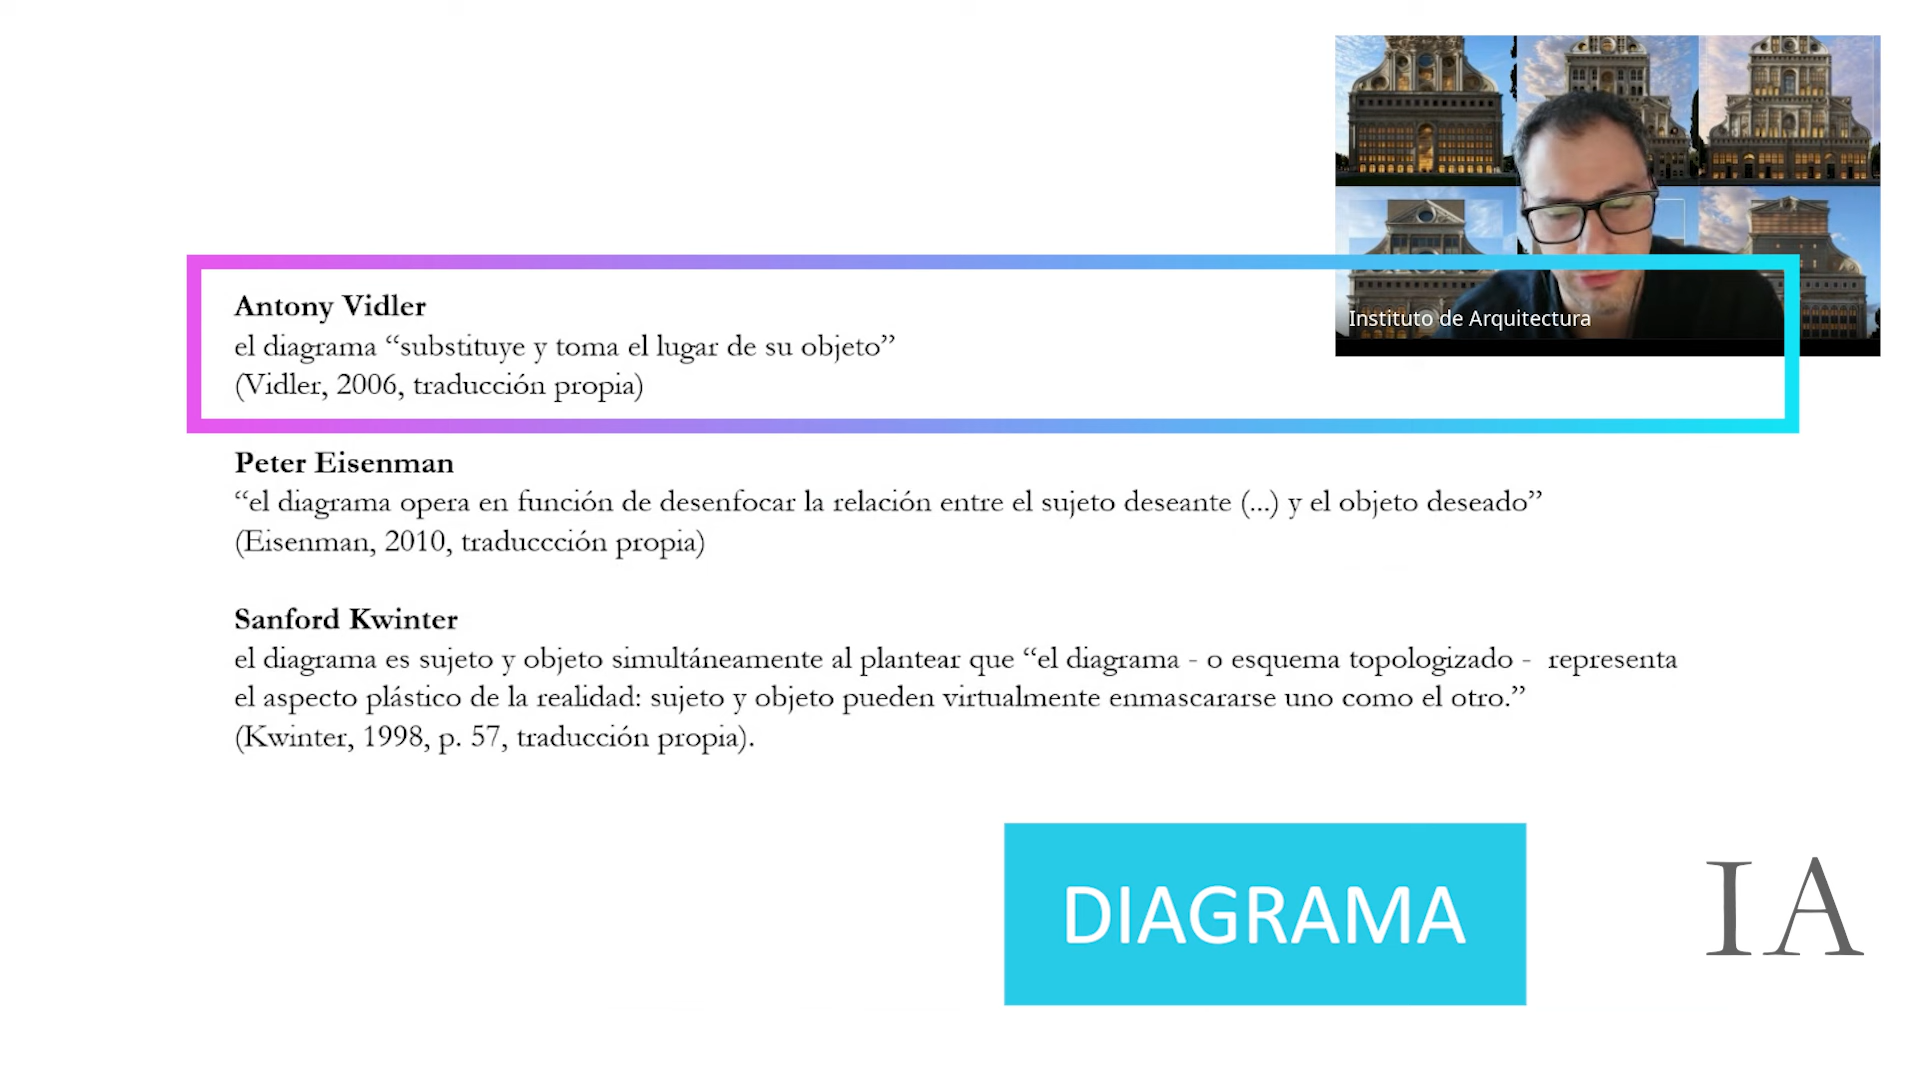 Instituto de Arquitectura
Antony Vidler
el diagrama “substituye y toma el lugar de su objeto”
(Vidler, 2006, traducción propia)
Peter Eisenman
“el diagrama opera en función de desenfocar la relación entre el sujeto deseante (...) y el objeto deseado”
(Eisenman, 2010, traduccción propia)
Sanford Kwinter
el diagrama es sujeto y objeto simultáneamente al plantear que “el diagrama - o esquema topologizado -  representa
el aspecto plástico de la realidad: sujeto y objeto pueden virtualmente enmascararse uno como el otro.”
(Kwinter, 1998, p. 57, traducción propia).
DIAGRAMA
IA